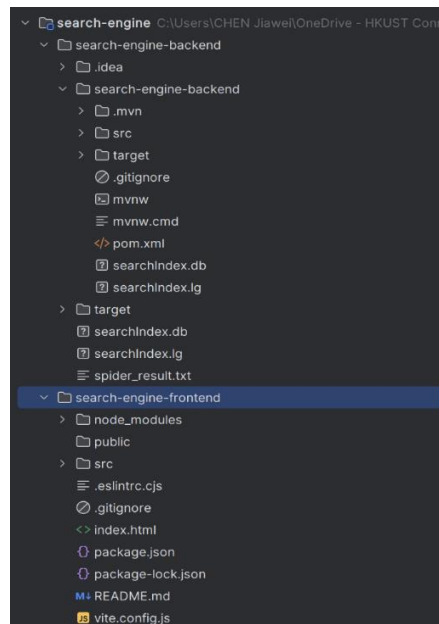 search-engine C:\Users\CHEN Jiawei\OneDrive - HKUST Con
search-engine-backend
.idea
search-engine-backend
.mvn
src
target
.gitignore
mvnw
mvnw.cmd
pom.xml
searchIndex.db
searchIndex.lg
target
searchIndex.db
searchIndex.lg
spider_result.txt
search-engine-frontend
node_modules
public
src
.eslintrc.cjs
.gitignore
index.html
package.json
package-lock.json
README.md
vite.config.js